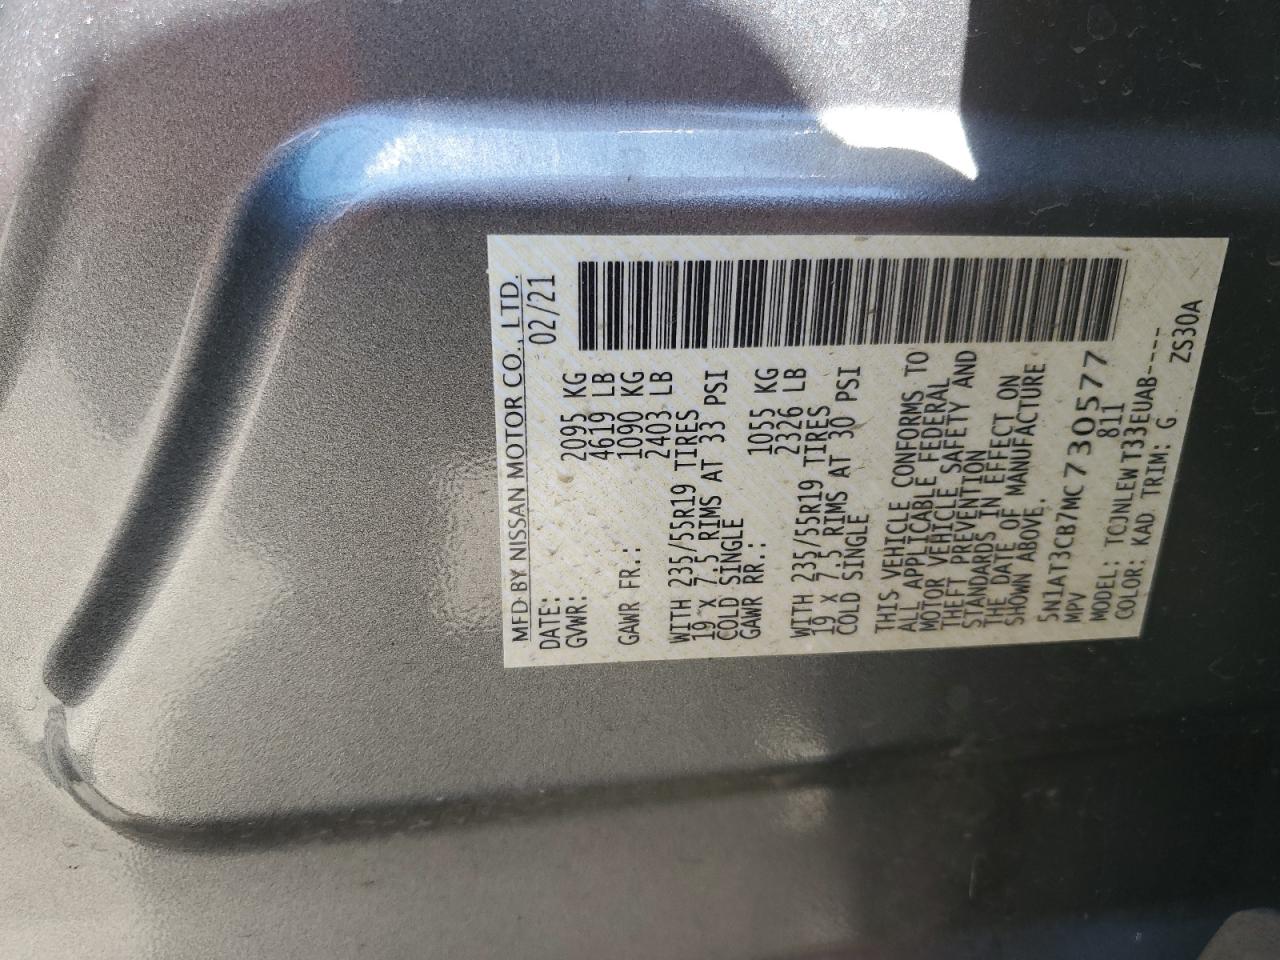 MFD BY NISSAN MOTOR CO., LTD.
DATE: 02/21
GVWR: 2095 KG
4619 LB
GAWR FR.: 1090 KG
2403 LB
WITH 235/55R19 TIRES
19 X 7.5 RIMS AT 33 PSI
COLD SINGLE
GAWR RR.: 1055 KG
2326 LB
WITH 235/55R19 TIRES
19 X 7.5 RIMS AT 30 PSI
COLD SINGLE
THIS VEHICLE CONFORMS TO
ALL APPLICABLE FEDERAL
MOTOR VEHICLE SAFETY AND
THEFT PREVENTION
STANDARDS IN EFFECT ON
THE DATE OF MANUFACTURE
SHOWN ABOVE.
5N1AT3CB7MC730577
MPV 811
MODEL: TCJNLEWT33EUAB----
COLOR: KAD TRIM: G ZS30A